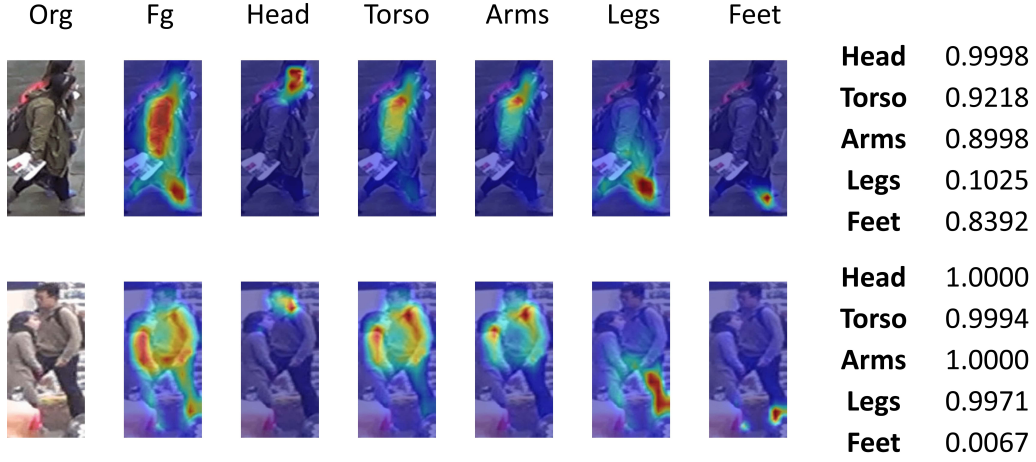 Org Fg Head Torso Arms Legs Feet
Head 0.9998
Torso 0.9218
Arms 0.8998
Legs 0.1025
Feet 0.8392
Head 1.0000
Torso 0.9994
Arms 1.0000
Legs 0.9971
Feet 0.0067